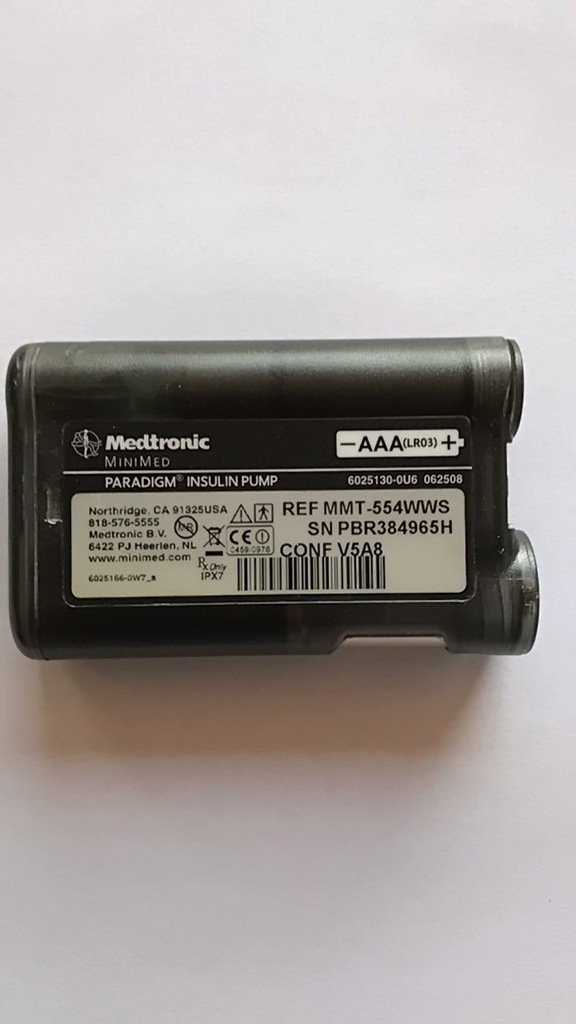 Medtronic
MINIMED
−AAA(LR03)+
PARADIGM® INSULIN PUMP
6025130-0U6 062508
Northridge, CA 91325USA
818-576-5555
Medtronic B.V.
6422 PJ Heerlen, NL
www.minimed.com
6025166-0W7_a
MR
CE
0459 0976
Rx Only
IPX7
REF MMT-554WWS
SN PBR384965H
CONF V5A8